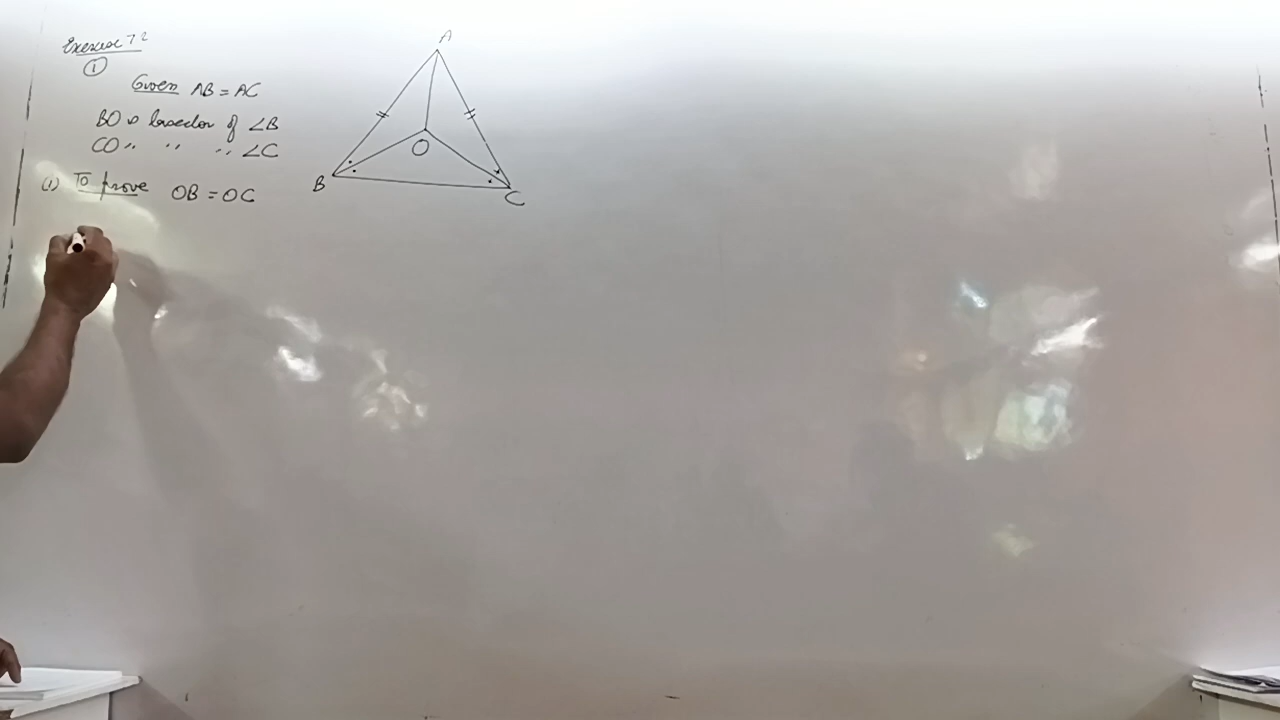 Exercise 7.2
①
Given AB = AC
BO is bisector of ∠B
CO " " " ∠C
(i) To prove OB = OC
A
O
B
C